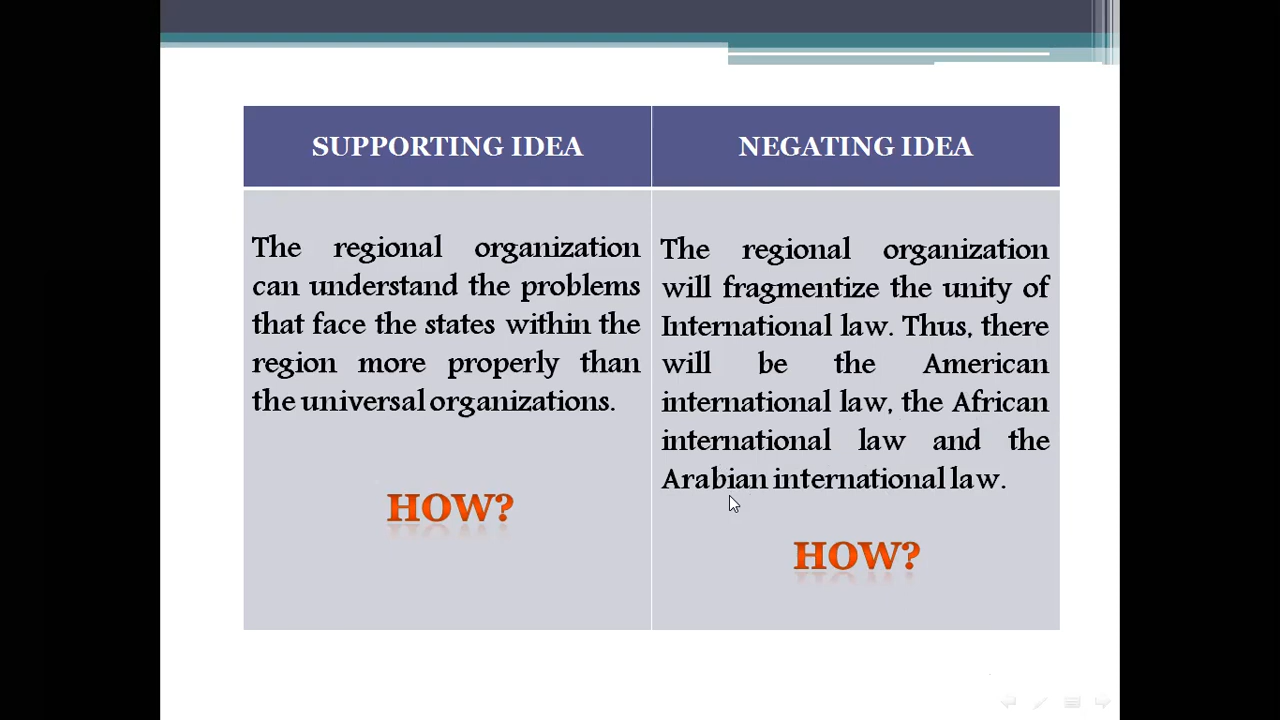 SUPPORTING IDEA
NEGATING IDEA
The regional organization
can understand the problems
that face the states within the
region more properly than
the universal organizations.
HOW?
The regional organization
will fragmentize the unity of
International law. Thus, there
will be the American
international law, the African
international law and the
Arabian international law.
HOW?